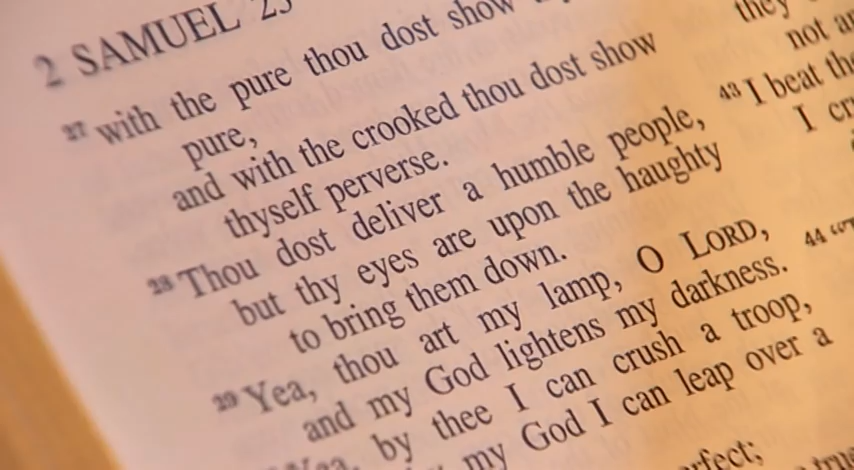 2 SAMUEL 23
27 with the pure thou dost show
pure,
and with the crooked thou dost show
thyself perverse.
28 Thou dost deliver a humble people,
but thy eyes are upon the haughty
to bring them down.
29 Yea, thou art my lamp, O LORD,
and my God lightens my darkness.
Yea, by thee I can crush a troop,
my God I can leap over a
they
not
43 I beat
I
44